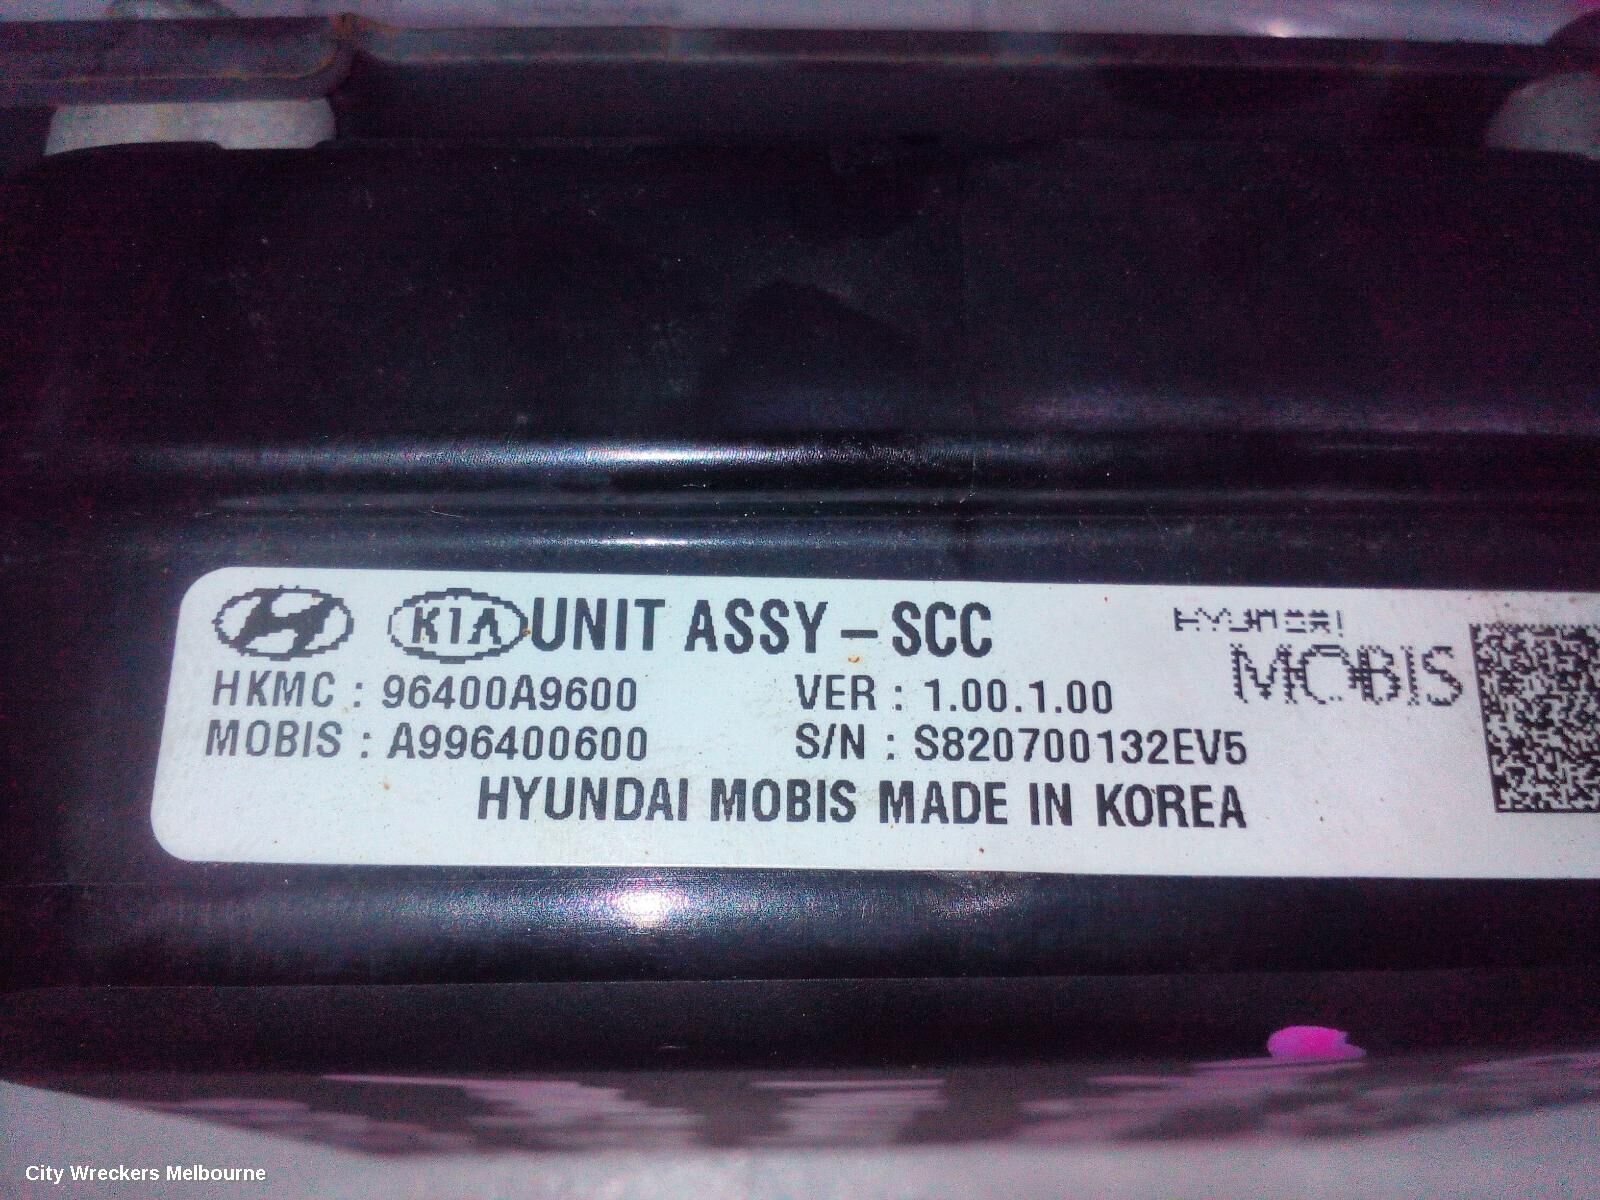 KIA UNIT ASSY – SCC
HYUNDAI
MOBIS
HKMC : 96400A9600 VER : 1.00.1.00
MOBIS : A996400600 S/N : S820700132EV5
HYUNDAI MOBIS MADE IN KOREA
City Wreckers Melbourne